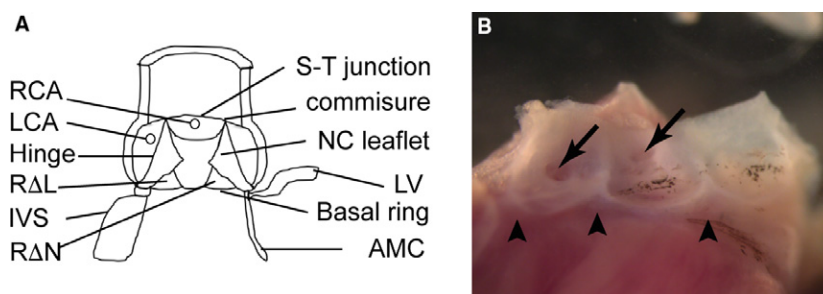 A
RCA
LCA
Hinge
RΔL
IVS
RΔN
S-T junction
commisure
NC leaflet
LV
Basal ring
AMC
B